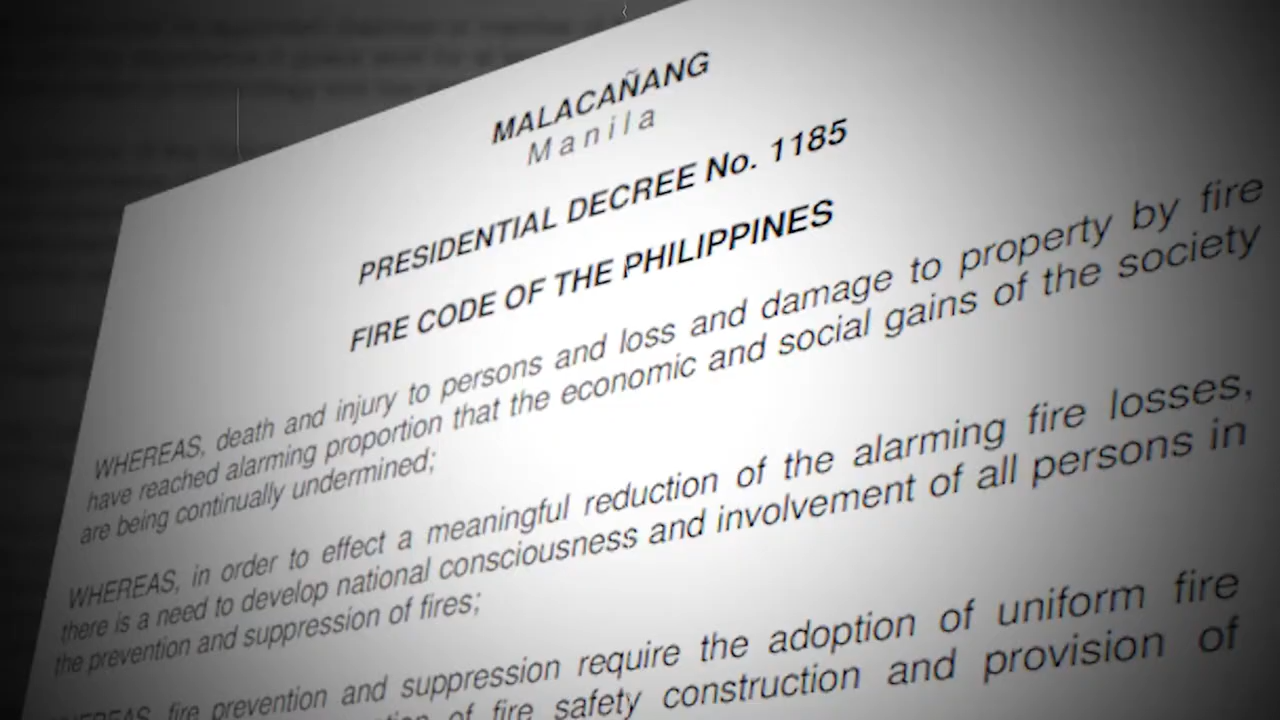 MALACAÑANG
Manila
PRESIDENTIAL DECREE No. 1185
FIRE CODE OF THE PHILIPPINES
WHEREAS, death and injury to persons and loss and damage to property by fire
have reached alarming proportion that the economic and social gains of the society
are being continually undermined;
WHEREAS, in order to effect a meaningful reduction of the alarming fire losses,
there is a need to develop national consciousness and involvement of all persons in
the prevention and suppression of fires;
fire prevention and suppression require the adoption of uniform fire
of fire safety construction and provision of